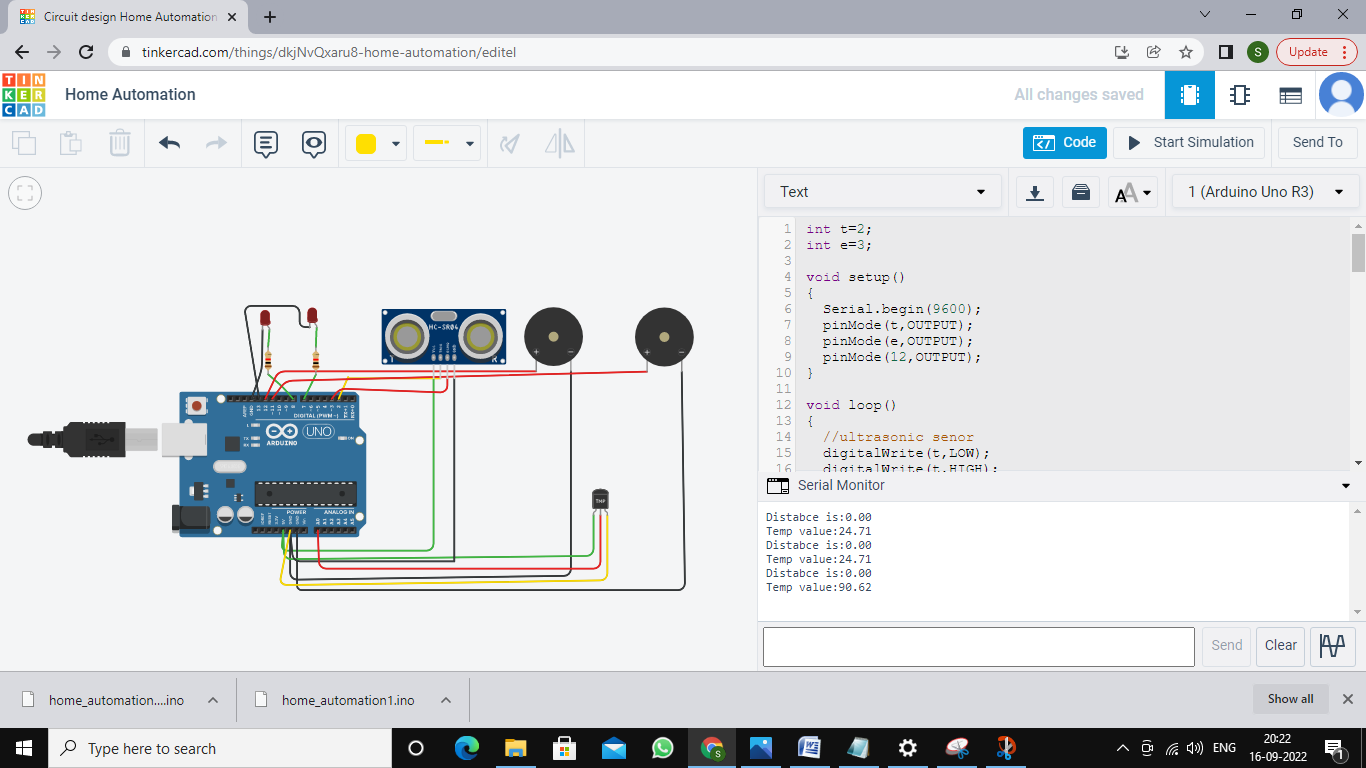 Circuit design Home Automation
tinkercad.com/things/dkjNvQxaru8-home-automation/editel
S
Update
TIN
KER
CAD
Home Automation
All changes saved
Code
Start Simulation
Send To
Text
1 (Arduino Uno R3)
1 int t=2;
2 int e=3;
3
4 void setup()
5 {
6 Serial.begin(9600);
7 pinMode(t,OUTPUT);
8 pinMode(e,OUTPUT);
9 pinMode(12,OUTPUT);
10 }
11
12 void loop()
13 {
14 //ultrasonic senor
15 digitalWrite(t,LOW);
16 digitalWrite(t,HIGH);
HC-SR04
DIGITAL (PWM~)
UNO
ARDUINO
POWER
ANALOG IN
TMP
Serial Monitor
Distabce is:0.00
Temp value:24.71
Distabce is:0.00
Temp value:24.71
Distabce is:0.00
Temp value:90.62
Send
Clear
home_automation....ino
home_automation1.ino
Show all
Type here to search
ENG
20:22
16-09-2022
1